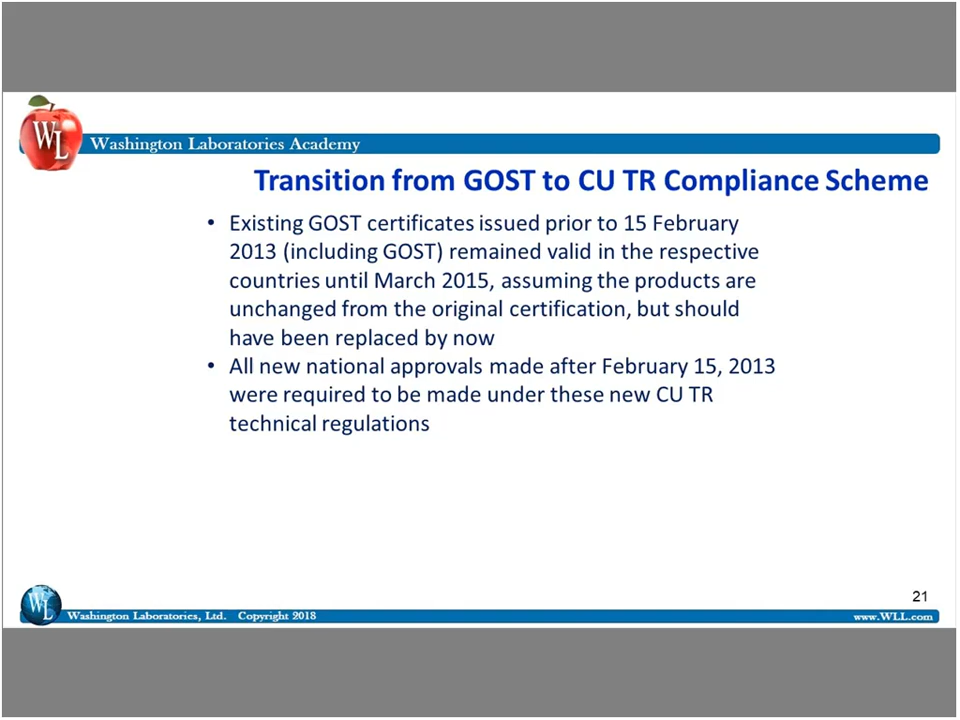 WL
Washington Laboratories Academy
Transition from GOST to CU TR Compliance Scheme
• Existing GOST certificates issued prior to 15 February
2013 (including GOST) remained valid in the respective
countries until March 2015, assuming the products are
unchanged from the original certification, but should
have been replaced by now
• All new national approvals made after February 15, 2013
were required to be made under these new CU TR
technical regulations
21
WL
Washington Laboratories, Ltd. Copyright 2018
www.WLL.com